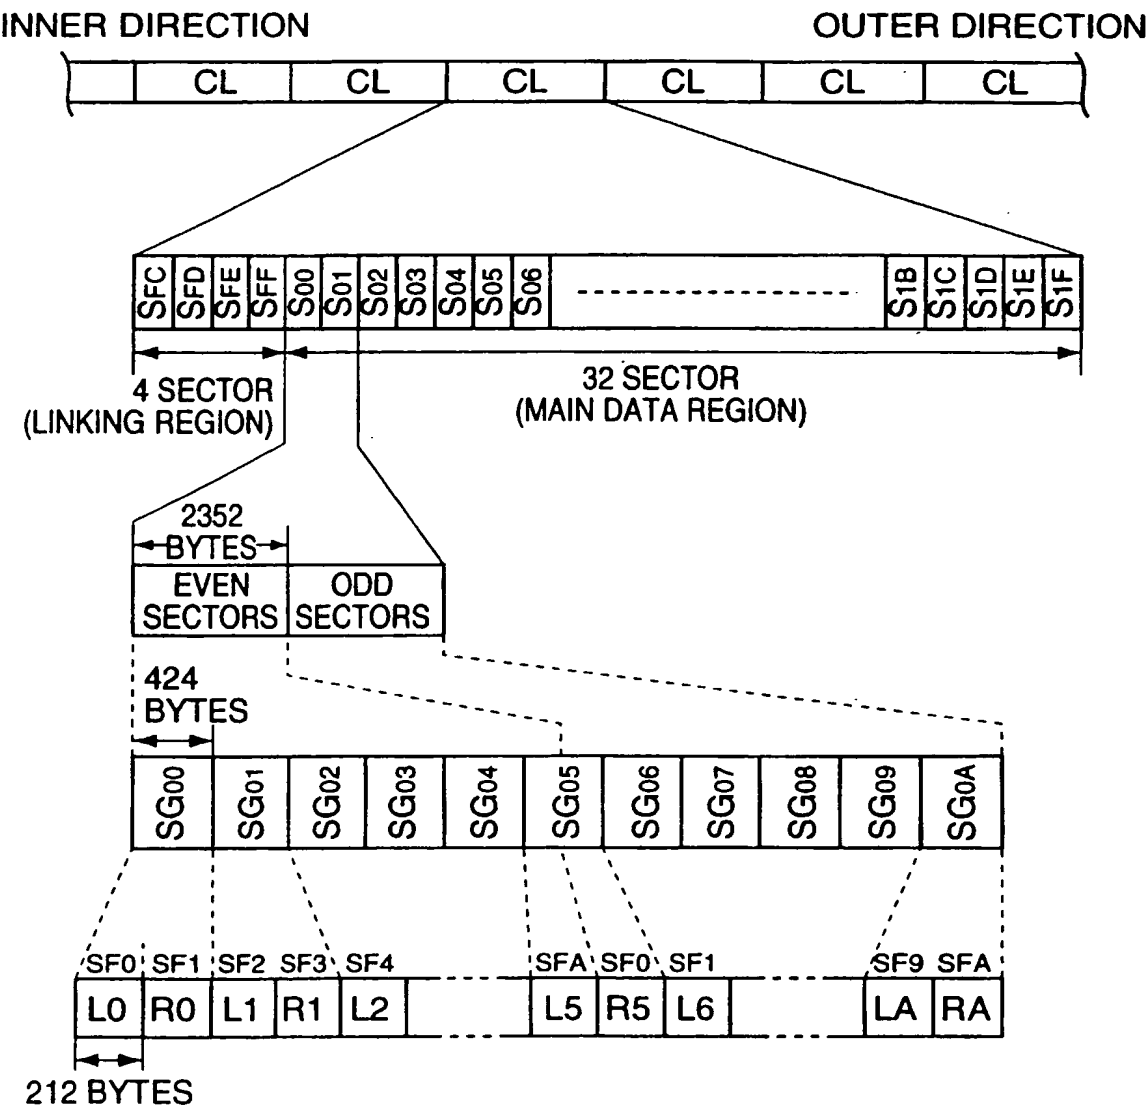 INNER DIRECTION
OUTER DIRECTION
CL CL CL CL CL
SFC SFD SFE SFF S00 S01 S02 S03 S04 S05 S06 S1B S1C S1D S1E S1F
4 SECTOR
(LINKING REGION)
32 SECTOR
(MAIN DATA REGION)
2352
BYTES
EVEN
SECTORS
ODD
SECTORS
424
BYTES
SG00 SG01 SG02 SG03 SG04 SG05 SG06 SG07 SG08 SG09 SG0A
SF0 SF1 SF2 SF3 SF4 SFA SF0 SF1 SF9 SFA
L0 R0 L1 R1 L2 L5 R5 L6 LA RA
212 BYTES